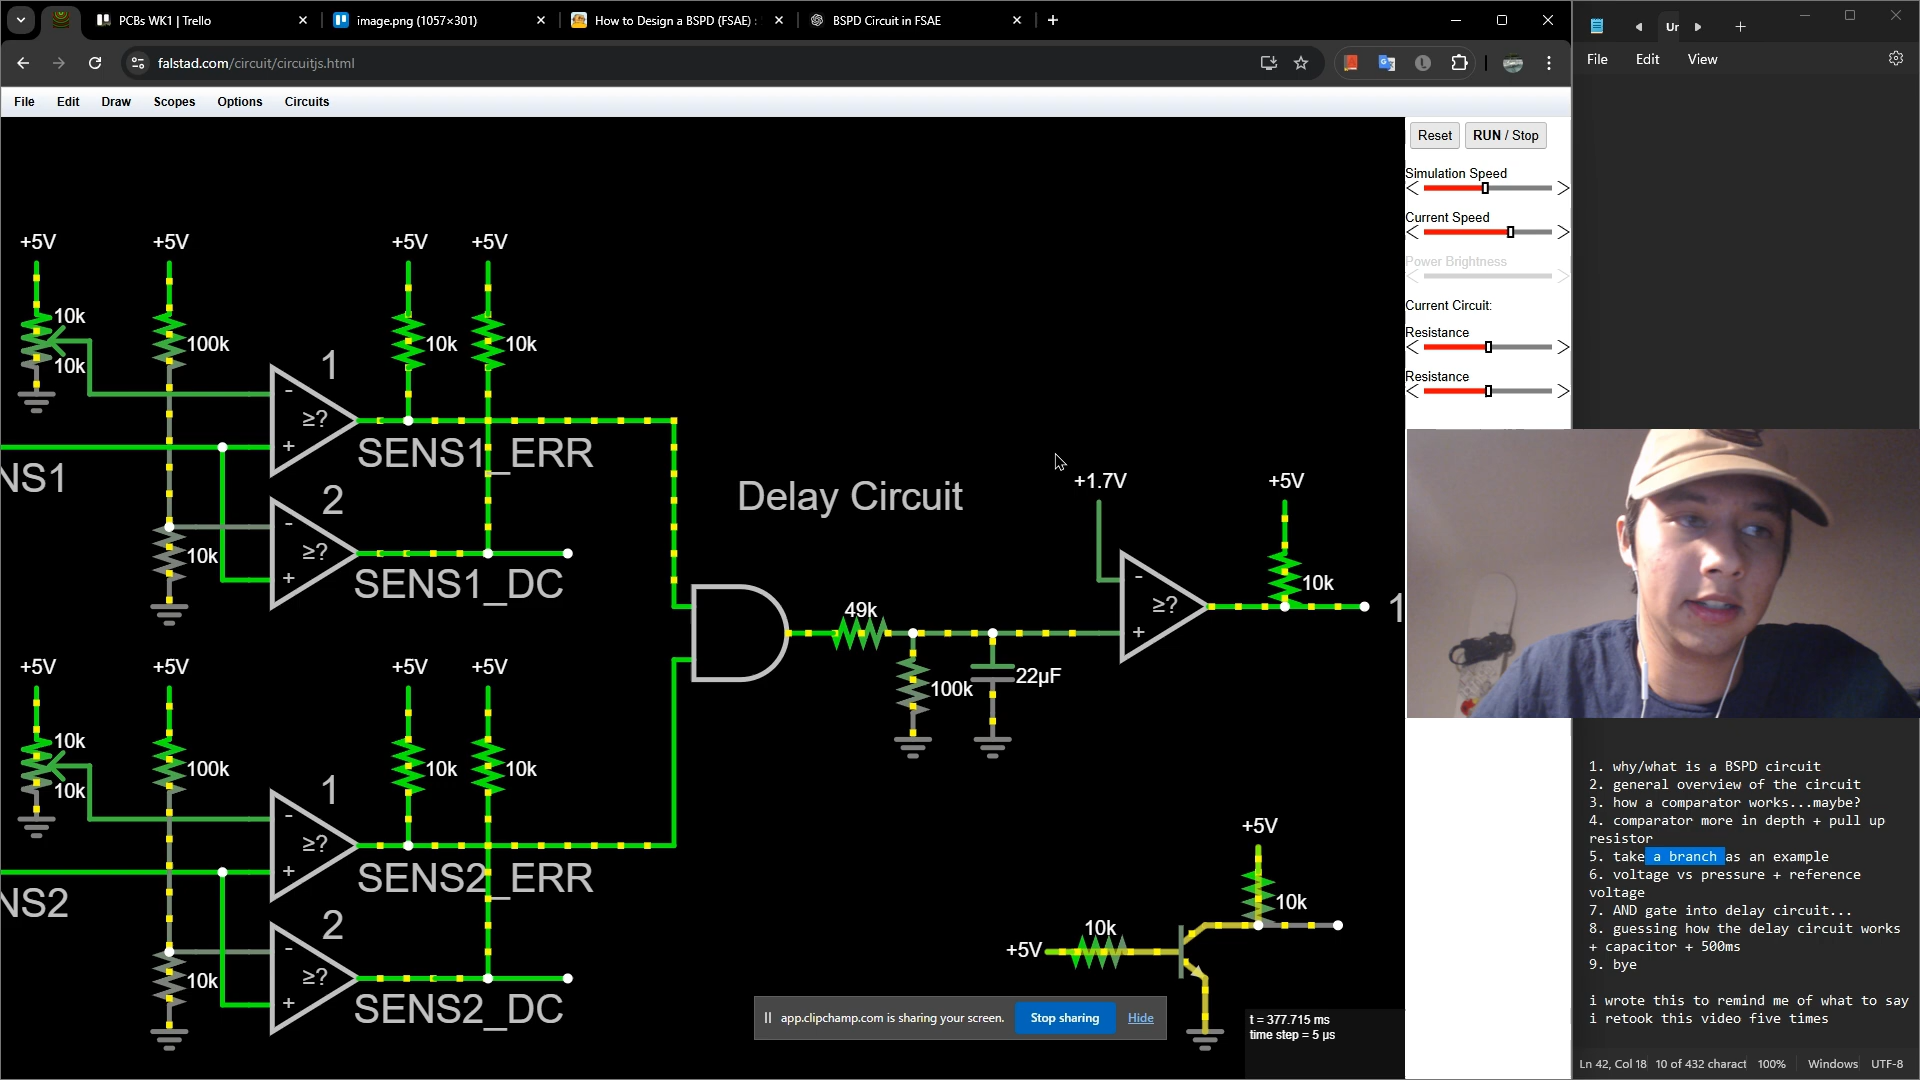 PCBs WK1 | Trello
image.png (1057×301)
How to Design a BSPD (FSAE) :
BSPD Circuit in FSAE
falstad.com/circuit/circuitjs.html
File Edit Draw Scopes Options Circuits
Reset RUN / Stop
Simulation Speed
Current Speed
Power Brightness
Current Circuit:
Resistance
Resistance
+5V +5V +5V +5V
10k
10k
100k
10k 10k
1
- ≥? +
SENS1_ERR
NS1
2
- ≥? +
10k
SENS1_DC
Delay Circuit
+1.7V +5V
49k
100k
22µF
- ≥? +
10k
1
+5V +5V +5V +5V
10k
10k
100k
10k 10k
1
- ≥? +
SENS2_ERR
NS2
2
- ≥? +
10k
SENS2_DC
+5V
10k
10k
+5V
app.clipchamp.com is sharing your screen. Stop sharing Hide
t = 377.715 ms
time step = 5 µs
Ur
File Edit View
1. why/what is a BSPD circuit
2. general overview of the circuit
3. how a comparator works...maybe?
4. comparator more in depth + pull up
resistor
5. take a branch as an example
6. voltage vs pressure + reference
voltage
7. AND gate into delay circuit...
8. guessing how the delay circuit works
+ capacitor + 500ms
9. bye
i wrote this to remind me of what to say
i retook this video five times
Ln 42, Col 18 10 of 432 charact 100% Windows UTF-8